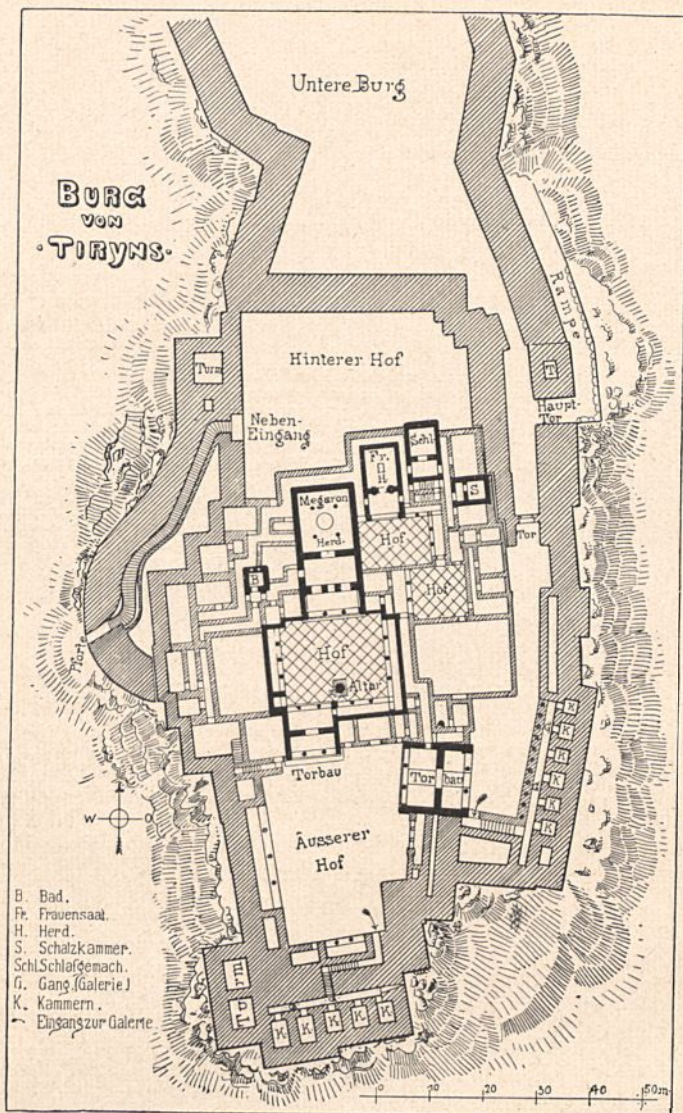 Untere Burg
BURG
VON
·TIRYNS·
Rampe
Hinterer Hof
Turm
T
Haupt-
Tor
Neben-
Eingang
Schl.
Fr.
H
S
Megaron
Herd.
Hof
Tor
B
Hof
Hof
Altar
Pforte
Torbau
Torbau
K
K
K
K
K
K
W O
Äusserer
Hof
B. Bad.
Fr. Frauensaal.
H. Herd.
S. Schatzkammer.
Schl. Schlafgemach.
G. Gang. (Galerie)
K. Kammern.
Eingang zur Galerie.
K
K
K
K
K
0 10 20 30 40 50m